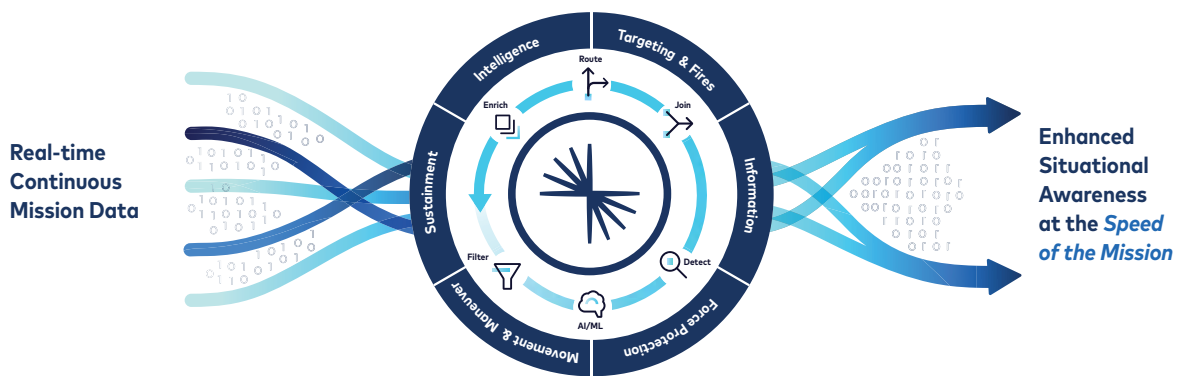 Real-time
Continuous
Mission Data
Intelligence
Targeting & Fires
Sustainment
Information
Movement & Maneuver
Force Protection
Route
Enrich
Join
Filter
Detect
AI/ML
Enhanced
Situational
Awareness
at the Speed
of the Mission